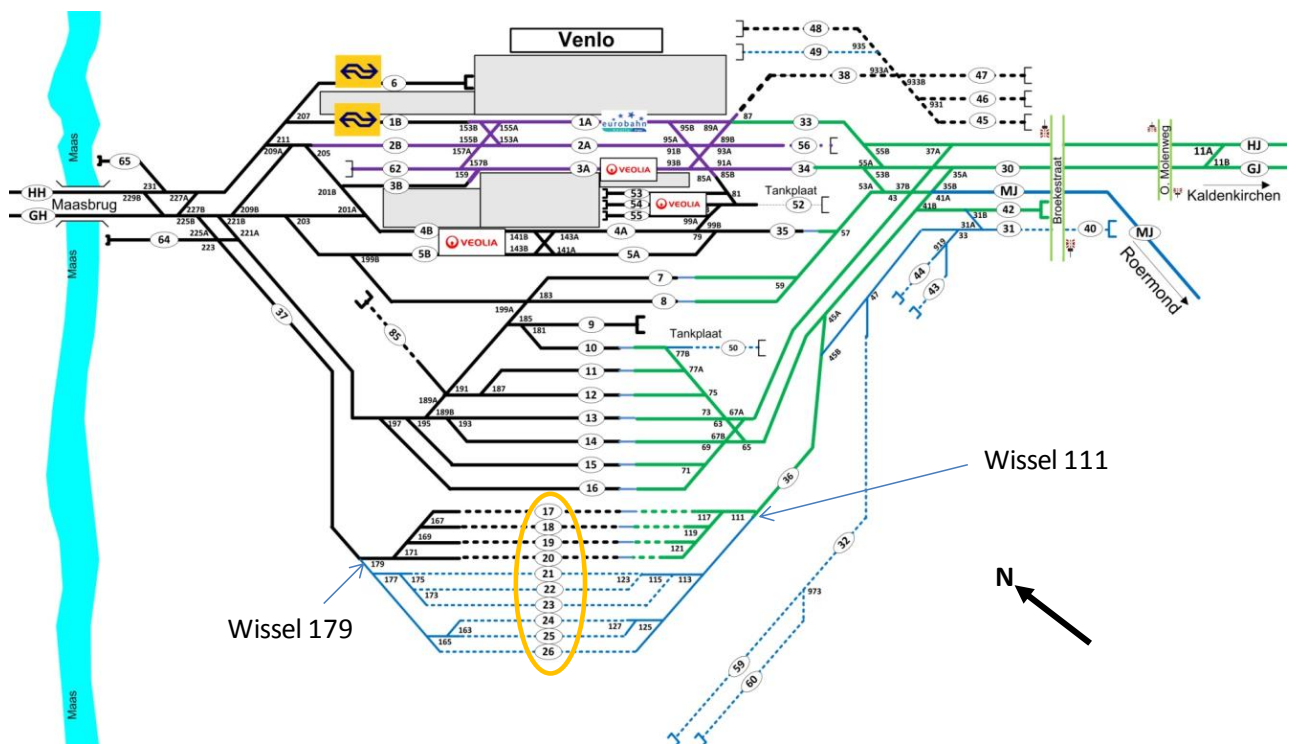 Venlo
48
49
935
38
933A
933B
47
46
931
45
6
207
1B
153B
155A
1A
eurobahn
95B
89A
87
33
211
209A
205
2B
155B
153A
157A
2A
95A
89B
91B
93A
56
55B
37A
HJ
62
157B
159
3A
VEOLIA
93B
91A
34
55A
53B
30
35A
11A
11B
GJ
Kaldenkirchen
Maas
65
HH
Maasbrug
GH
231
229B
227A
227B
225B
225A
221A
221B
209B
223
64
203
201B
201A
3B
85A
85B
81
53
54
55
VEOLIA
Tankplaat
52
53A
37B
43
35B
41A
41B
MJ
42
31B
31A
33
31
40
919
44
43
MJ
Roermond
Broekestraat
O. Molenweg
4B
VEOLIA
141B
143A
143B
141A
4A
99A
99B
79
35
57
5B
5A
199B
7
59
183
8
199A
185
181
9
Tankplaat
10
77B
50
77A
11
191
187
12
75
189A
189B
85
37
197
195
193
13
73
67A
63
14
67B
69
65
15
71
16
45A
45B
47
36
Wissel 111
17
167
117
111
18
119
169
19
121
171
20
179
177
175
21
123
115
113
22
173
23
24
163
127
125
25
165
26
Wissel 179
32
973
59
60
N
Maas
Maas